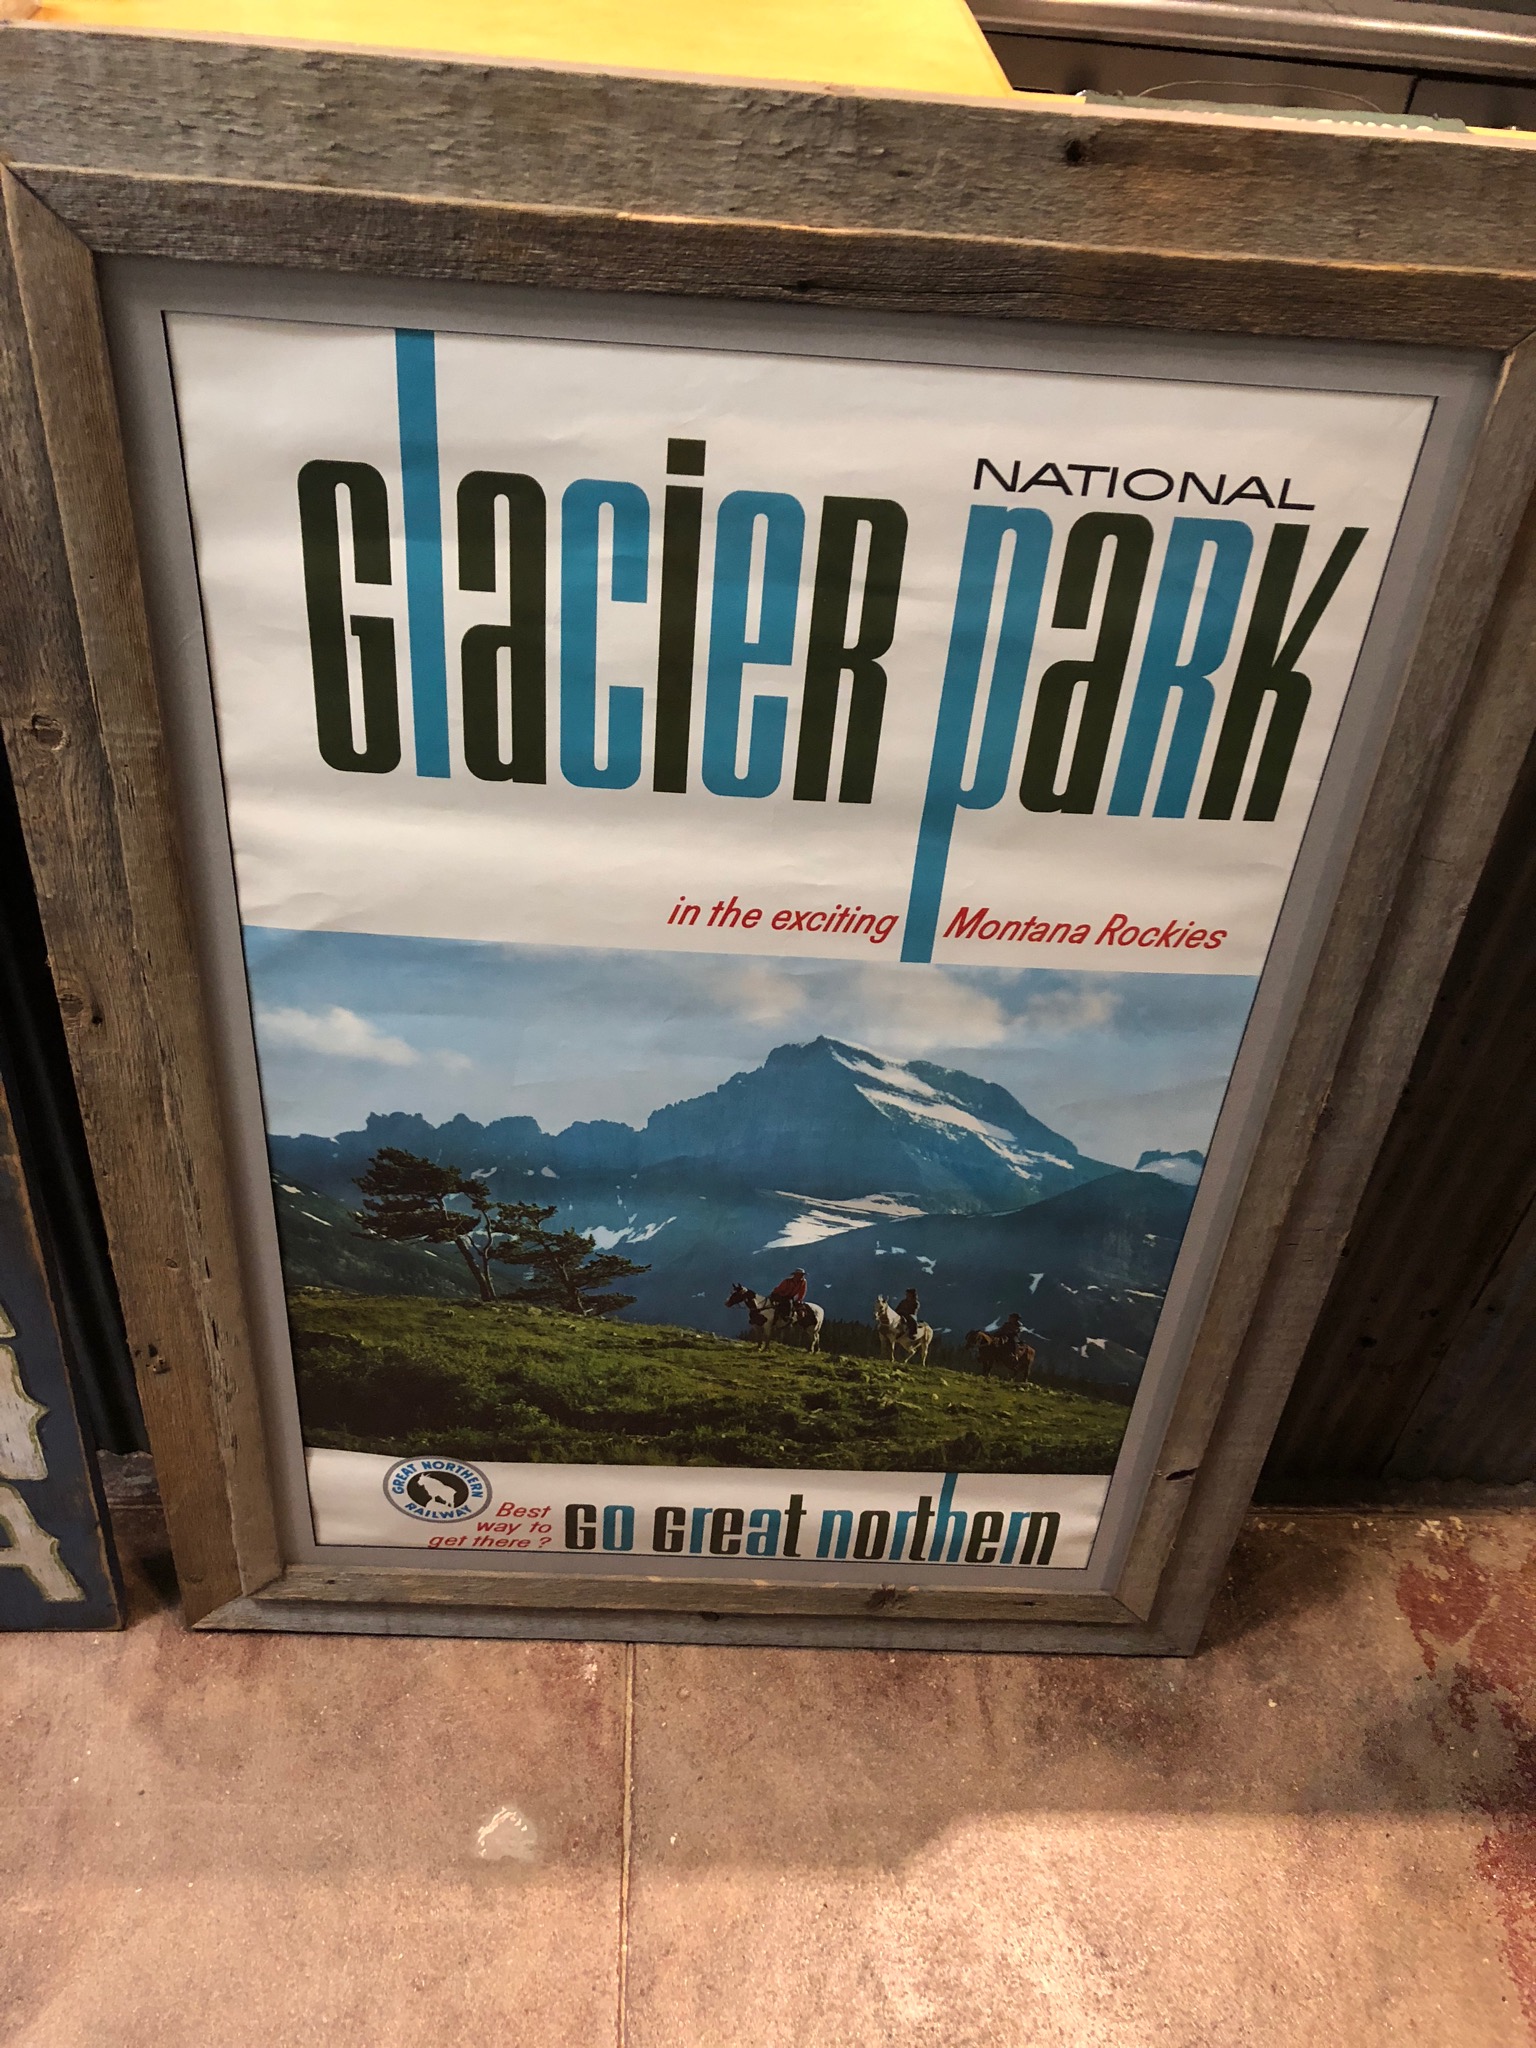 NATIONAL
Glacier park
in the exciting Montana Rockies
GREAT NORTHERN
RAILWAY
Best
way to
get there?
Go Great northern